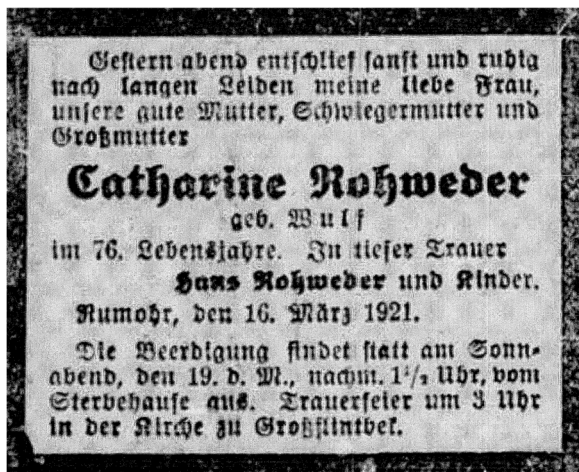 Gestern abend entschlief sanft und ruhig
nach langen Leiden meine liebe Frau,
unsere gute Mutter, Schwiegermutter und
Großmutter
Catharine Rohweder
geb. Wulf
im 76. Lebensjahre. In tiefer Trauer
Hans Rohweder und Kinder.
Rumohr, den 16. März 1921.
Die Beerdigung findet statt am Sonn-
abend, den 19. d. M., nachm. 1½ Uhr, vom
Sterbehause aus. Trauerfeier um 3 Uhr
in der Kirche zu Großflintbek.